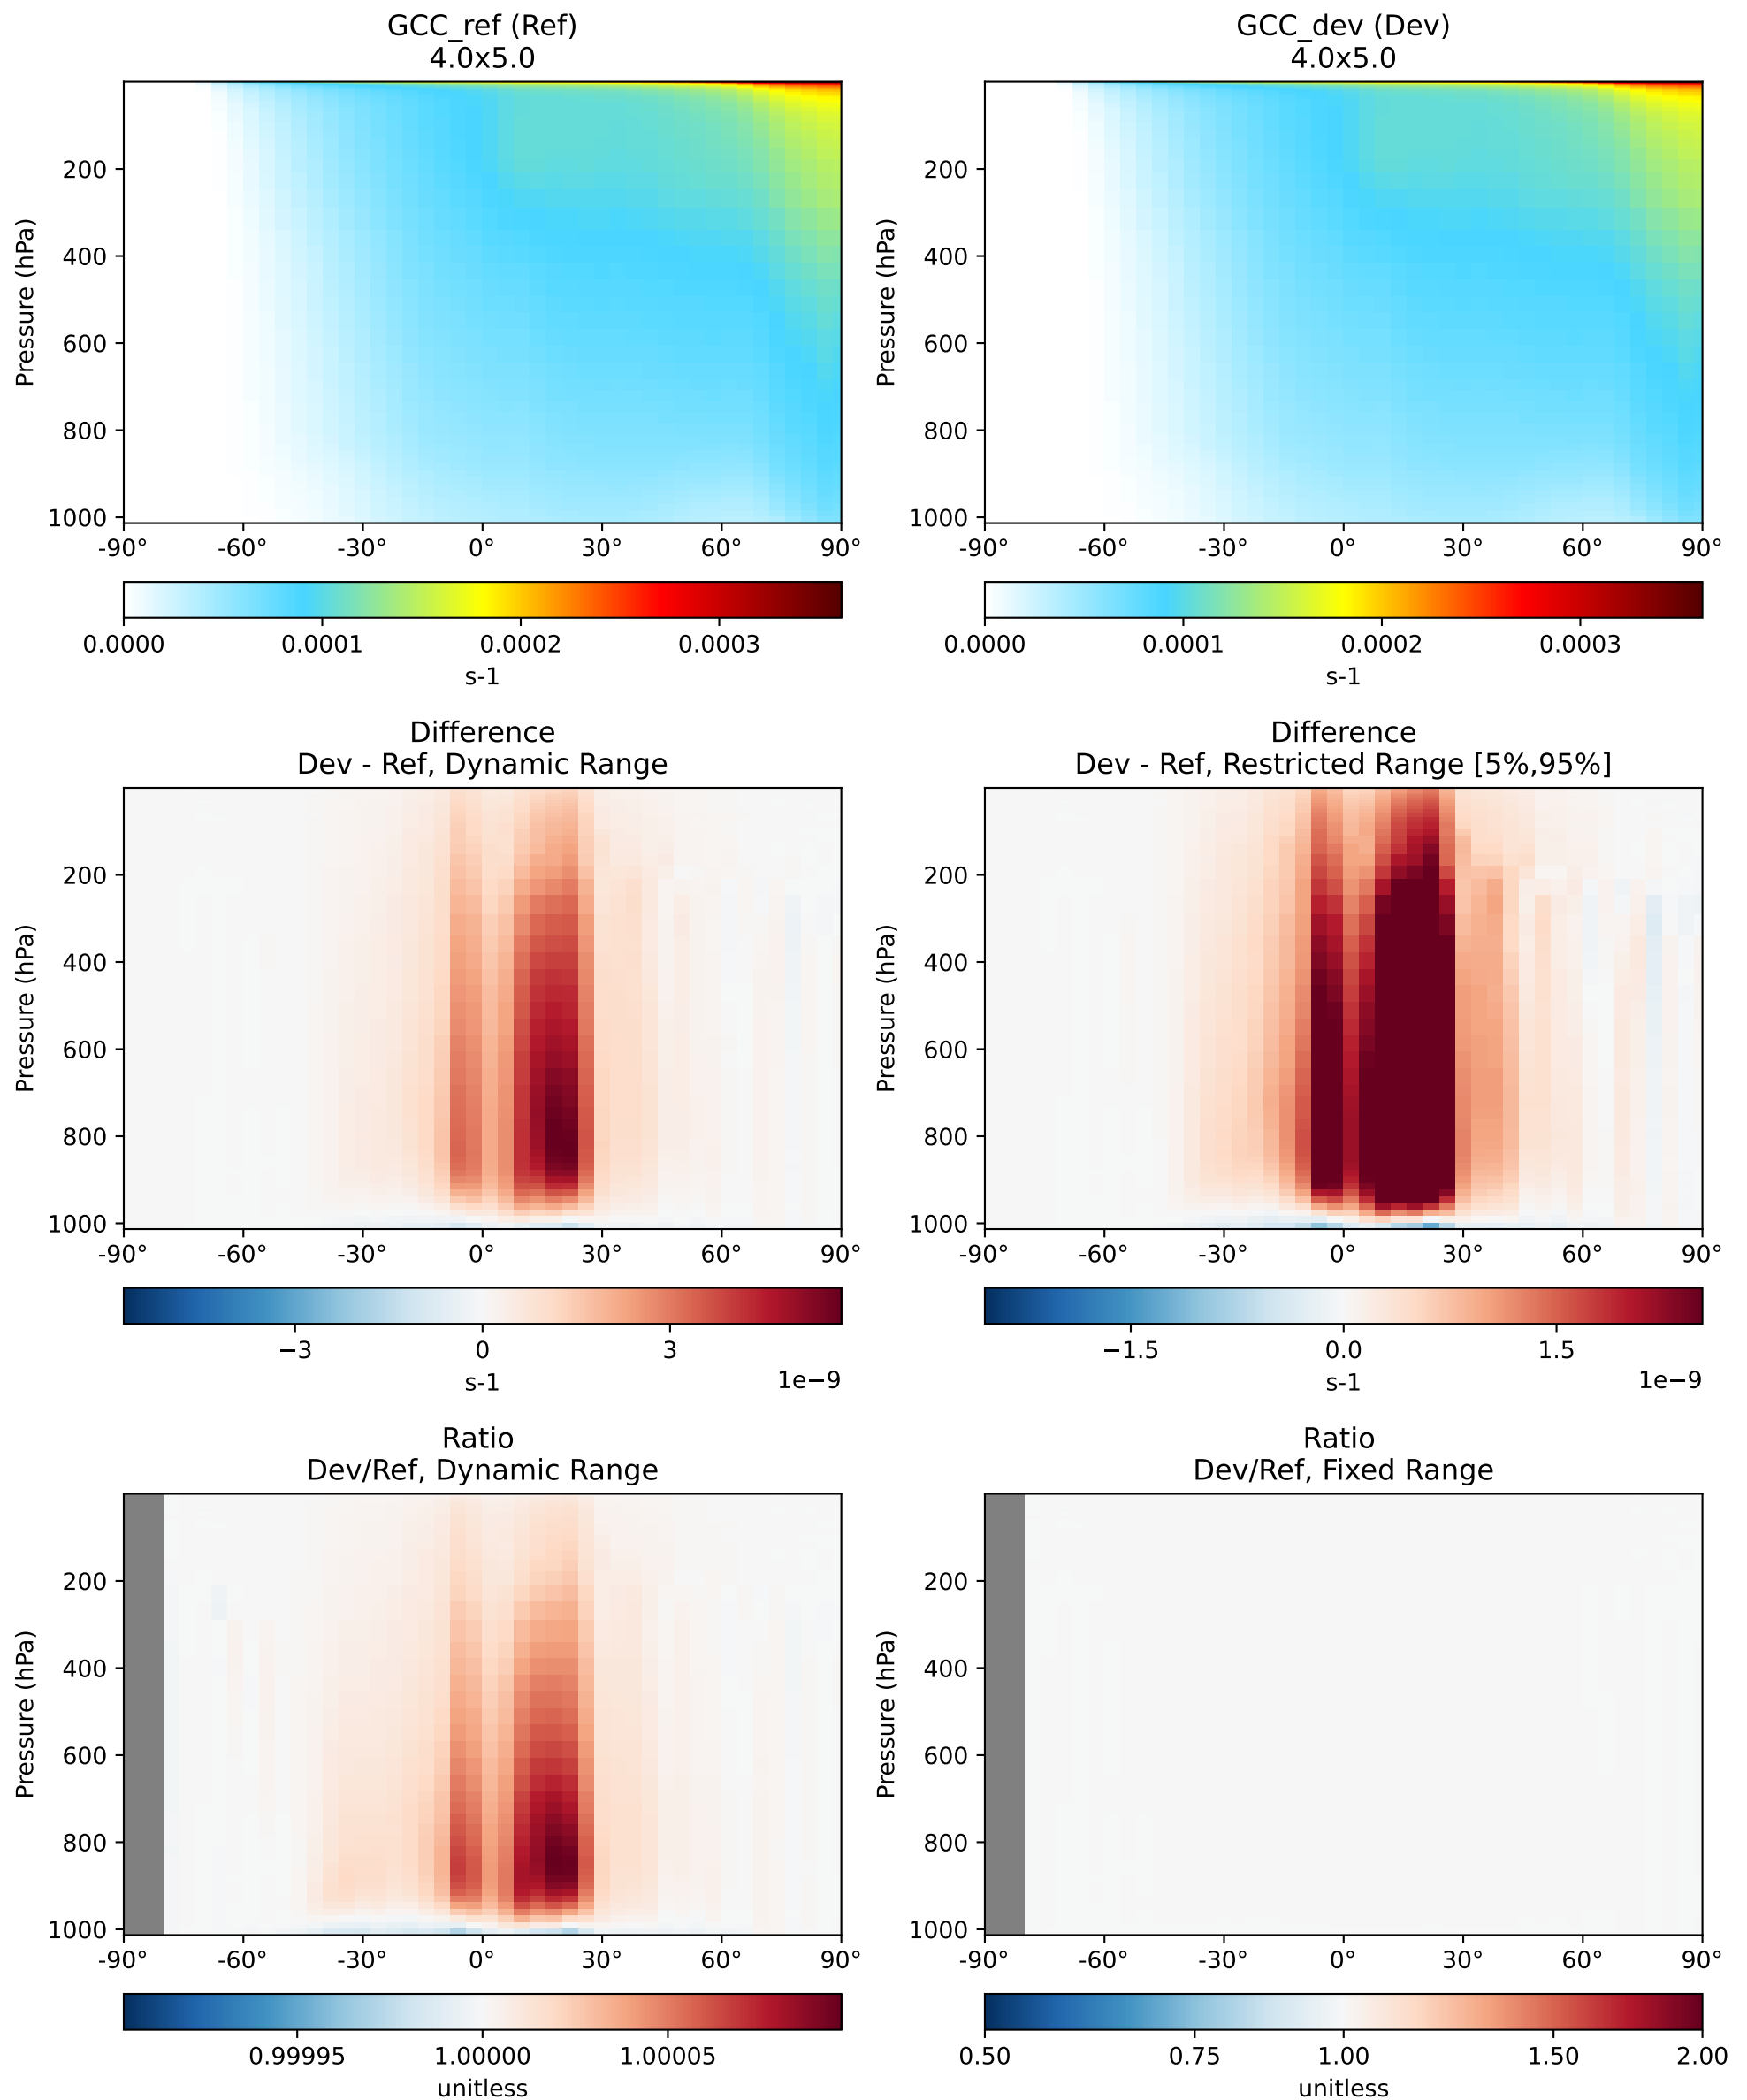 GCC_ref (Ref)
4.0x5.0
GCC_dev (Dev)
4.0x5.0
Pressure (hPa)
200
400
600
800
1000
-90° -60° -30° 0° 30° 60° 90°
0.0000 0.0001 0.0002 0.0003
s-1
Pressure (hPa)
200
400
600
800
1000
-90° -60° -30° 0° 30° 60° 90°
0.0000 0.0001 0.0002 0.0003
s-1
Difference
Dev - Ref, Dynamic Range
Pressure (hPa)
200
400
600
800
1000
-90° -60° -30° 0° 30° 60° 90°
−3 0 3
s-1
1e−9
Difference
Dev - Ref, Restricted Range [5%,95%]
Pressure (hPa)
200
400
600
800
1000
-90° -60° -30° 0° 30° 60° 90°
−1.5 0.0 1.5
s-1
1e−9
Ratio
Dev/Ref, Dynamic Range
Pressure (hPa)
200
400
600
800
1000
-90° -60° -30° 0° 30° 60° 90°
0.99995 1.00000 1.00005
unitless
Ratio
Dev/Ref, Fixed Range
Pressure (hPa)
200
400
600
800
1000
-90° -60° -30° 0° 30° 60° 90°
0.50 0.75 1.00 1.50 2.00
unitless